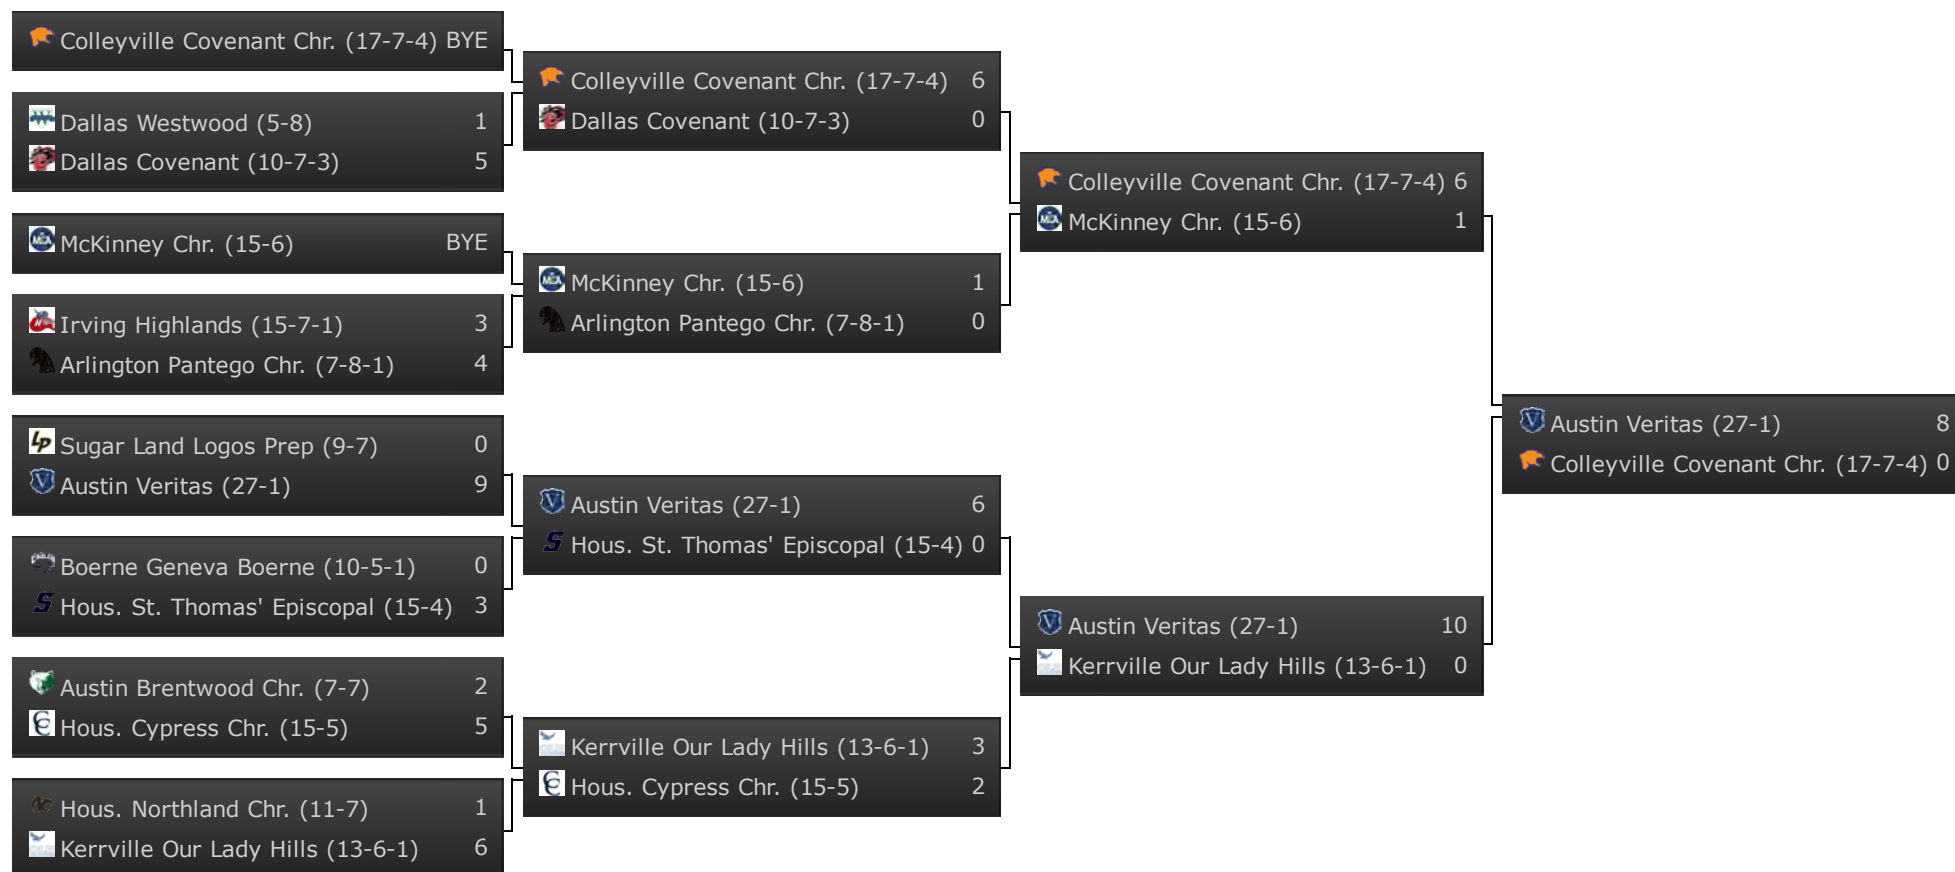 Colleyville Covenant Chr. (17-7-4) BYE
Dallas Westwood (5-8) 1
Dallas Covenant (10-7-3) 5
McKinney Chr. (15-6) BYE
Irving Highlands (15-7-1) 3
Arlington Pantego Chr. (7-8-1) 4
Sugar Land Logos Prep (9-7) 0
Austin Veritas (27-1) 9
Boerne Geneva Boerne (10-5-1) 0
Hous. St. Thomas' Episcopal (15-4) 3
Austin Brentwood Chr. (7-7) 2
Hous. Cypress Chr. (15-5) 5
Hous. Northland Chr. (11-7) 1
Kerrville Our Lady Hills (13-6-1) 6
Colleyville Covenant Chr. (17-7-4) 6
Dallas Covenant (10-7-3) 0
McKinney Chr. (15-6) 1
Arlington Pantego Chr. (7-8-1) 0
Austin Veritas (27-1) 6
Hous. St. Thomas' Episcopal (15-4) 0
Kerrville Our Lady Hills (13-6-1) 3
Hous. Cypress Chr. (15-5) 2
Colleyville Covenant Chr. (17-7-4) 6
McKinney Chr. (15-6) 1
Austin Veritas (27-1) 10
Kerrville Our Lady Hills (13-6-1) 0
Austin Veritas (27-1) 8
Colleyville Covenant Chr. (17-7-4) 0